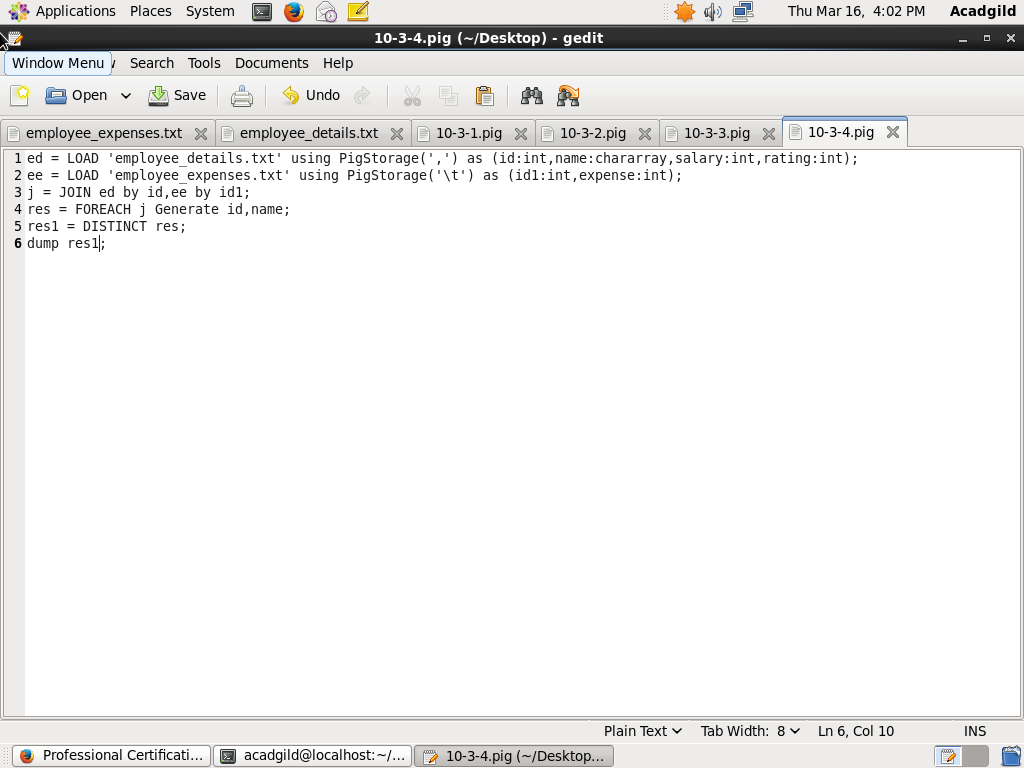 Applications Places System Thu Mar 16, 4:02 PM Acadgild
10-3-4.pig (~/Desktop) - gedit
Window Menu Search Tools Documents Help
Open Save Undo
employee_expenses.txt employee_details.txt 10-3-1.pig 10-3-2.pig 10-3-3.pig 10-3-4.pig
1 ed = LOAD 'employee_details.txt' using PigStorage(',') as (id:int,name:chararray,salary:int,rating:int);
2 ee = LOAD 'employee_expenses.txt' using PigStorage('\t') as (id1:int,expense:int);
3 j = JOIN ed by id,ee by id1;
4 res = FOREACH j Generate id,name;
5 res1 = DISTINCT res;
6 dump res1;
Plain Text Tab Width: 8 Ln 6, Col 10 INS
Professional Certificati... acadgild@localhost:~/... 10-3-4.pig (~/Desktop...